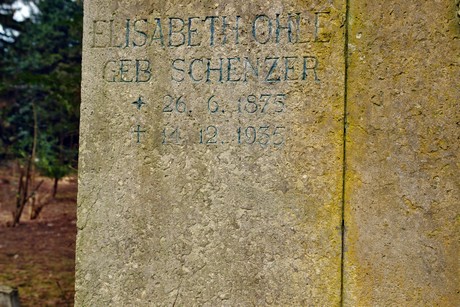 ELISABETH OHLE
GEB SCHENZER
+ 26. 6. 1873
† 14. 12. 1935